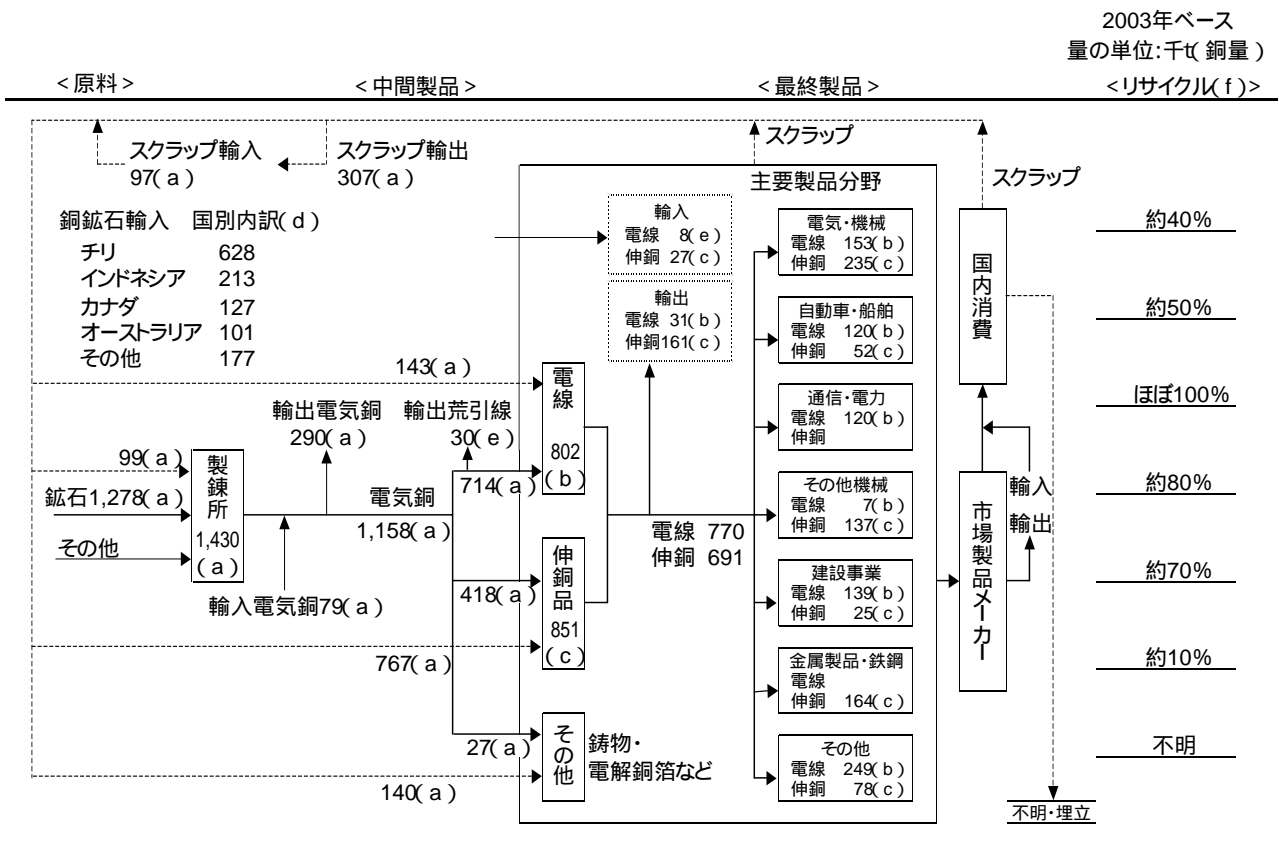 2003年ベース
量の単位:千t(銅量)
<原料>
<中間製品>
<最終製品>
<リサイクル(f)>
スクラップ輸入
97(a)
スクラップ輸出
307(a)
スクラップ
スクラップ
銅鉱石輸入 国別内訳(d)
チリ 628
インドネシア 213
カナダ 127
オーストラリア 101
その他 177
99(a)
鉱石1,278(a)
その他
製錬所
1,430
(a)
輸出電気銅
290(a)
輸入電気銅79(a)
電気銅
1,158(a)
輸出荒引線
30(e)
143(a)
714(a)
418(a)
767(a)
27(a)
140(a)
電線
802
(b)
伸銅品
851
(c)
その他
鋳物・
電解銅箔など
主要製品分野
輸入
電線 8(e)
伸銅 27(c)
輸出
電線 31(b)
伸銅161(c)
電線 770
伸銅 691
電気・機械
電線 153(b)
伸銅 235(c)
自動車・船舶
電線 120(b)
伸銅 52(c)
通信・電力
電線 120(b)
伸銅
その他機械
電線 7(b)
伸銅 137(c)
建設事業
電線 139(b)
伸銅 25(c)
金属製品・鉄鋼
電線
伸銅 164(c)
その他
電線 249(b)
伸銅 78(c)
国内消費
市場製品メーカー
輸入
輸出
不明・埋立
約40%
約50%
ほぼ100%
約80%
約70%
約10%
不明